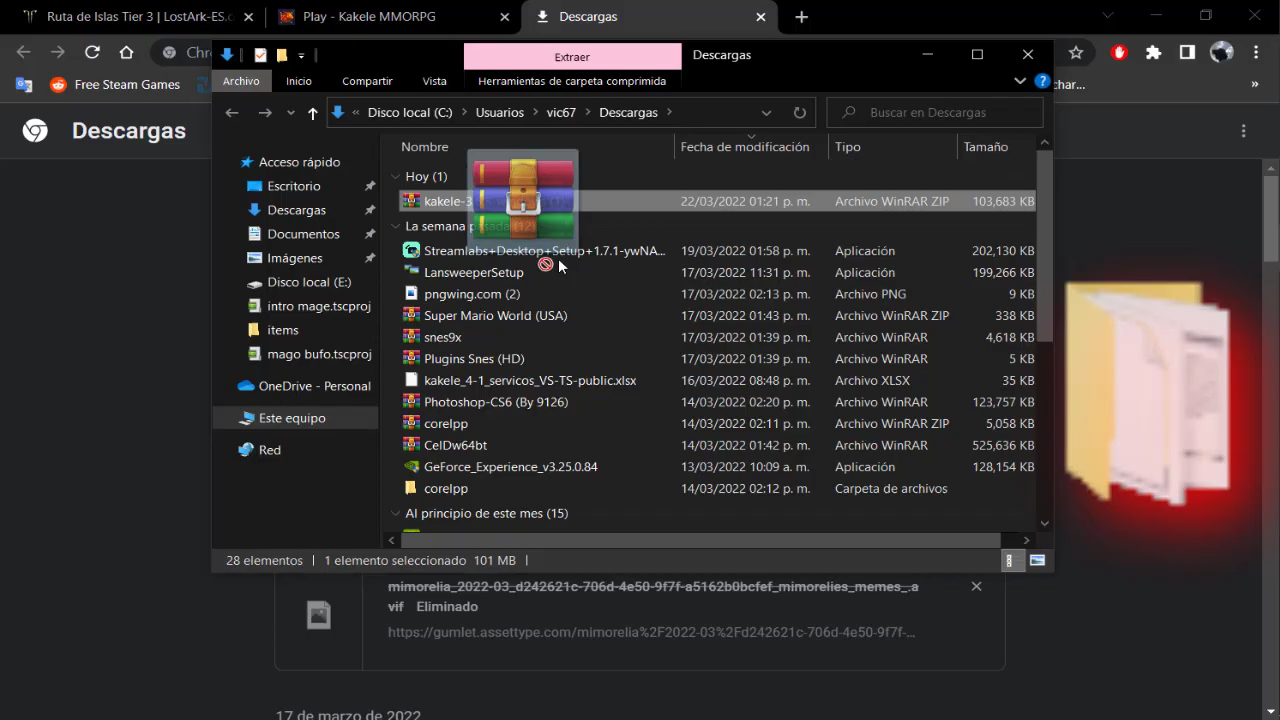 Ruta de Islas Tier 3 | LostArk-ES.c
Play - Kakele MMORPG
Descargas
Free Steam Games
Descargas
Extraer
Descargas
Archivo Inicio Compartir Vista Herramientas de carpeta comprimida
« Disco local (C:) > Usuarios > vic67 > Descargas >
Buscar en Descargas
Nombre Fecha de modificación Tipo Tamaño
Acceso rápido
Escritorio
Descargas
Documentos
Imágenes
Disco local (E:)
intro mage.tscproj
items
mago bufo.tscproj
OneDrive - Personal
Este equipo
Red
Hoy (1)
kakele-3 22/03/2022 01:21 p. m. Archivo WinRAR ZIP 103,683 KB
La semana pasada (12)
Streamlabs+Desktop+Setup+1.7.1-ywNA... 19/03/2022 01:58 p. m. Aplicación 202,130 KB
LansweeperSetup 17/03/2022 11:31 p. m. Aplicación 199,266 KB
pngwing.com (2) 17/03/2022 02:13 p. m. Archivo PNG 9 KB
Super Mario World (USA) 17/03/2022 01:43 p. m. Archivo WinRAR ZIP 338 KB
snes9x 17/03/2022 01:39 p. m. Archivo WinRAR 4,618 KB
Plugins Snes (HD) 17/03/2022 01:39 p. m. Archivo WinRAR 5 KB
kakele_4-1_servicos_VS-TS-public.xlsx 16/03/2022 08:48 p. m. Archivo XLSX 35 KB
Photoshop-CS6 (By 9126) 14/03/2022 02:20 p. m. Archivo WinRAR 123,757 KB
corelpp 14/03/2022 02:11 p. m. Archivo WinRAR ZIP 5,058 KB
CelDw64bt 14/03/2022 01:42 p. m. Archivo WinRAR 525,636 KB
GeForce_Experience_v3.25.0.84 13/03/2022 10:09 a. m. Aplicación 128,154 KB
corelpp 14/03/2022 02:12 p. m. Carpeta de archivos
Al principio de este mes (15)
28 elementos 1 elemento seleccionado 101 MB
mimorelia_2022-03_d242621c-706d-4e50-9f7f-a5162b0bcfef_mimorelies_memes_.a
vif Eliminado
https://gumlet.assettype.com/mimorelia%2F2022-03%2Fd242621c-706d-4e50-9f7f-...
17 de marzo de 2022